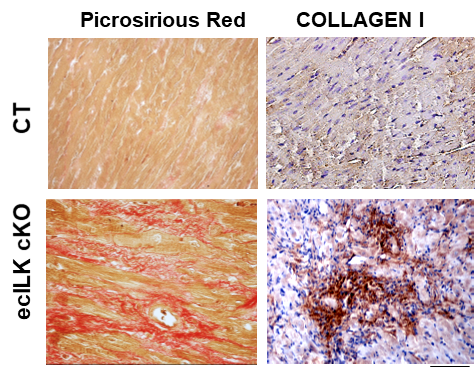 Picrosirious Red
COLLAGEN I
CT
ecILK cKO